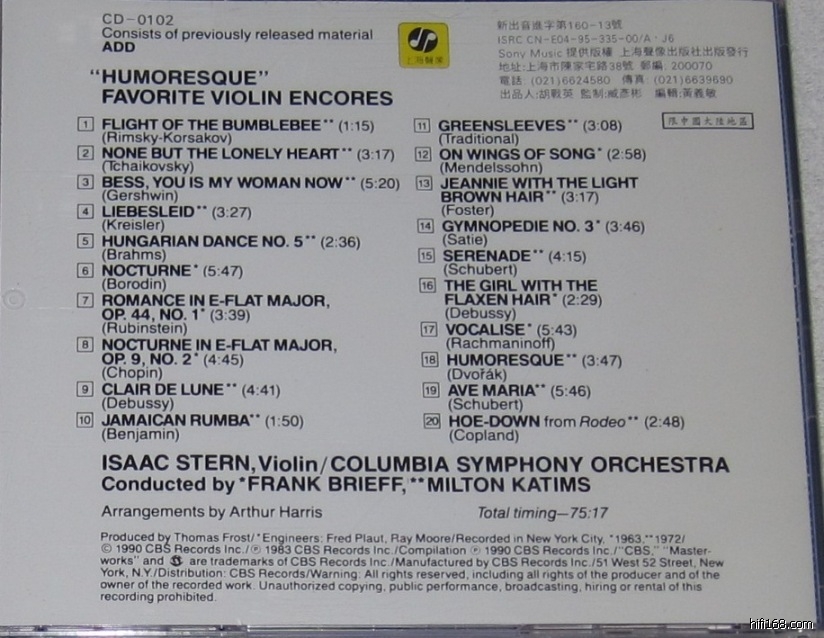 CD-0102
Consists of previously released material
ADD
上海聲像
新出音進字第160-13號
ISRC CN-E04-95-335-00/A·J6
Sony Music 提供版權 上海聲像出版社出版發行
地址:上海市陳家宅路38號 郵編:200070
電話:(021)6624580 傳真:(021)6639690
出品人:胡戰英 監制:臧彥彬 編輯:黃義敏
限中國大陸地區
"HUMORESQUE"
FAVORITE VIOLIN ENCORES
1 FLIGHT OF THE BUMBLEBEE** (1:15)
(Rimsky-Korsakov)
2 NONE BUT THE LONELY HEART** (3:17)
(Tchaikovsky)
3 BESS, YOU IS MY WOMAN NOW** (5:20)
(Gershwin)
4 LIEBESLEID** (3:27)
(Kreisler)
5 HUNGARIAN DANCE NO. 5** (2:36)
(Brahms)
6 NOCTURNE* (5:47)
(Borodin)
7 ROMANCE IN E-FLAT MAJOR,
OP. 44, NO. 1* (3:39)
(Rubinstein)
8 NOCTURNE IN E-FLAT MAJOR,
OP. 9, NO. 2* (4:45)
(Chopin)
9 CLAIR DE LUNE** (4:41)
(Debussy)
10 JAMAICAN RUMBA** (1:50)
(Benjamin)
11 GREENSLEEVES** (3:08)
(Traditional)
12 ON WINGS OF SONG* (2:58)
(Mendelssohn)
13 JEANNIE WITH THE LIGHT
BROWN HAIR** (3:17)
(Foster)
14 GYMNOPEDIE NO. 3* (3:46)
(Satie)
15 SERENADE** (4:15)
(Schubert)
16 THE GIRL WITH THE
FLAXEN HAIR* (2:29)
(Debussy)
17 VOCALISE* (5:43)
(Rachmaninoff)
18 HUMORESQUE** (3:47)
(Dvořák)
19 AVE MARIA** (5:46)
(Schubert)
20 HOE-DOWN from Rodeo** (2:48)
(Copland)
ISAAC STERN, Violin/COLUMBIA SYMPHONY ORCHESTRA
Conducted by *FRANK BRIEFF, **MILTON KATIMS
Arrangements by Arthur Harris
Total timing—75:17
Produced by Thomas Frost/*Engineers: Fred Plaut, Ray Moore/Recorded in New York City, *1963,**1972/
© 1990 CBS Records Inc./℗ 1983 CBS Records Inc./Compilation ℗ 1990 CBS Records Inc./"CBS," "Master-
works" and are trademarks of CBS Records Inc./Manufactured by CBS Records Inc./51 West 52 Street, New
York, N.Y./Distribution: CBS Records/Warning: All rights reserved, including all rights of the producer and of the
owner of the recorded work. Unauthorized copying, public performance, broadcasting, hiring or rental of this
recording prohibited.
hifi168.com